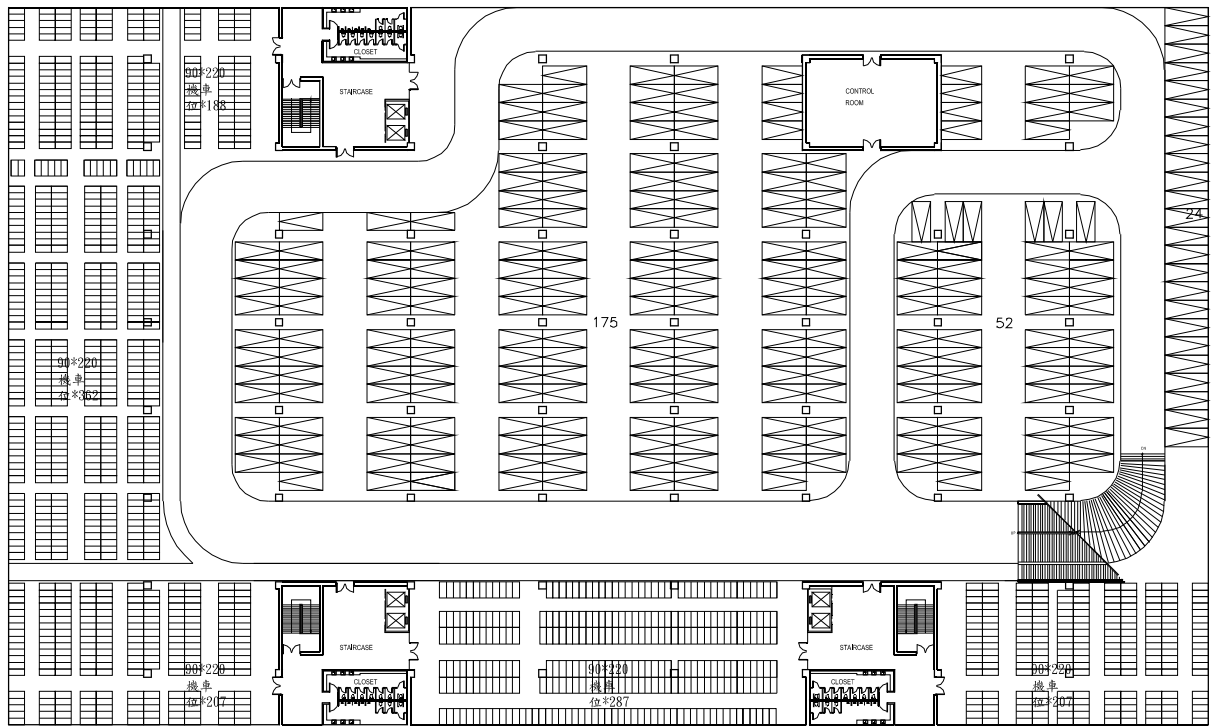 CLOSET
90*220
機車
位*188
STAIRCASE
CONTROL
ROOM
24
175
52
90*220
機車
位*362
DN
UP
STAIRCASE
STAIRCASE
90*220
機車
位*207
CLOSET
90*220
機車
位*287
CLOSET
90*220
機車
位*207